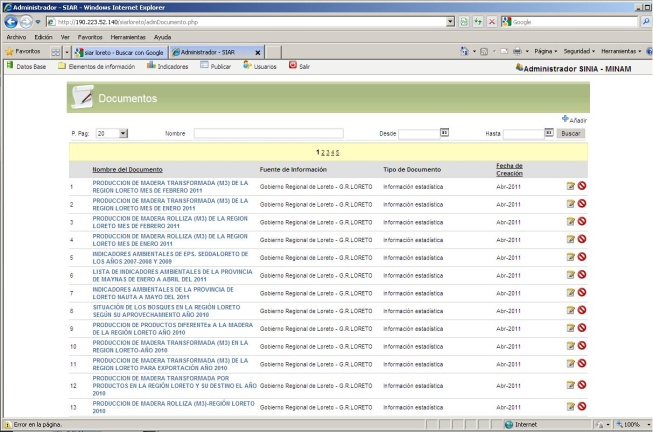 Administrador - SIAR - Windows Internet Explorer
http://190.223.52.140/siarloreto/admDocumento.php
Google
Archivo Edición Ver Favoritos Herramientas Ayuda
Favoritos siar loreto - Buscar con Google Administrador - SIAR Página Seguridad Herramientas
Datos Base Elementos de información Indicadores Publicar Usuarios Salir Administrador SINIA - MINAM
Documentos
Añadir
P. Pag: 20 Nombre Desde Hasta Buscar
1 2 3 4 5
Nombre del Documento Fuente de Información Tipo de Documento Fecha de Creación
1 PRODUCCION DE MADERA TRANSFORMADA (M3) DE LA REGION LORETO MES DE FEBRERO 2011 Gobierno Regional de Loreto - G.R.LORETO Información estadística Abr-2011
2 PRODUCCION DE MADERA TRANSFORMADA (M3) DE LA REGION LORETO MES DE ENERO 2011 Gobierno Regional de Loreto - G.R.LORETO Información estadística Abr-2011
3 PRODUCCION DE MADERA ROLLIZA (M3) DE LA REGION LORETO MES DE FEBRERO 2011 Gobierno Regional de Loreto - G.R.LORETO Información estadística Abr-2011
4 PRODUCCION DE MADERA ROLLIZA (M3) DE LA REGION LORETO MES DE ENERO 2011 Gobierno Regional de Loreto - G.R.LORETO Información estadística Abr-2011
5 INDICADORES AMBIENTALES DE EPS. SEDDALORETO DE LOS AÑOS 2007-2008 Y 2009 Gobierno Regional de Loreto - G.R.LORETO Información estadística Abr-2011
6 LISTA DE INDICADORES AMBIENTALES DE LA PROVINCIA DE MAYNAS DE ENERO A ABRIL DEL 2011 Gobierno Regional de Loreto - G.R.LORETO Información estadística Abr-2011
7 INDICADORES AMBIENTALES DE LA PROVINCIA DE LORETO NAUTA A MAYO DEL 2011 Gobierno Regional de Loreto - G.R.LORETO Información estadística Abr-2011
8 SITUACIÓN DE LOS BOSQUES EN LA REGIÓN LORETO SEGÚN SU APROVECHAMIENTO AÑO 2010 Gobierno Regional de Loreto - G.R.LORETO Información estadística Abr-2011
9 PRODUCCION DE PRODUCTOS DIFERENTEs A LA MADERA DE LA REGIÓN LORETO AÑO 2010 Gobierno Regional de Loreto - G.R.LORETO Información estadística Abr-2011
10 PRODUCCION DE MADERA TRANSFORMADA (M3) EN LA REGION LORETO-AÑO 2010 Gobierno Regional de Loreto - G.R.LORETO Información estadística Abr-2011
11 PRODUCCION DE MADERA TRANSFORMADA (M3) DE LA REGION LORETO PARA EXPORTACIÓN AÑO 2010 Gobierno Regional de Loreto - G.R.LORETO Información estadística Abr-2011
12 PRODUCCION DE MADERA TRANSFORMADA POR PRODUCTOS EN LA REGIÓN LORETO Y SU DESTINO EL AÑO 2010 Gobierno Regional de Loreto - G.R.LORETO Información estadística Abr-2011
13 PRODUCCION DE MADERA ROLLIZA (M3)-REGIÓN LORETO 2010 Gobierno Regional de Loreto - G.R.LORETO Información estadística Abr-2011
Error en la página. Internet 100%